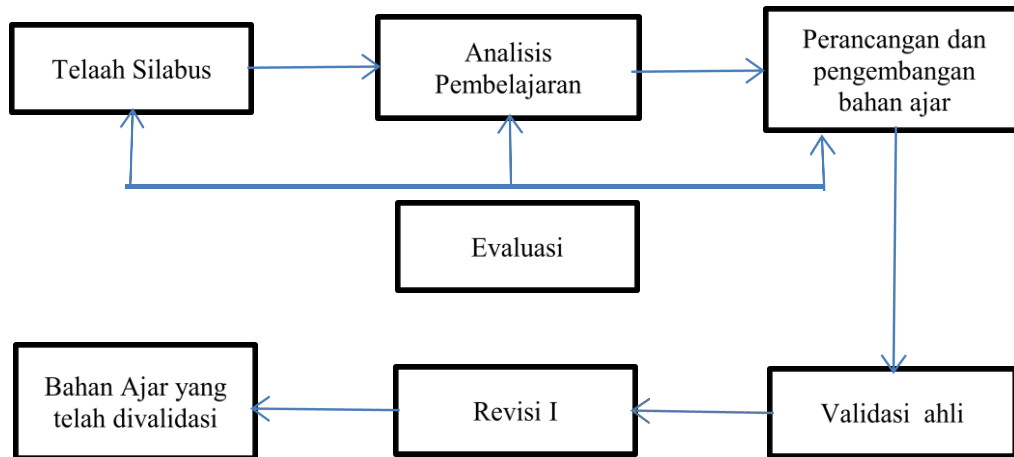 Telaah Silabus
Analisis
Pembelajaran
Perancangan dan
pengembangan
bahan ajar
Evaluasi
Bahan Ajar yang
telah divalidasi
Revisi I
Validasi ahli